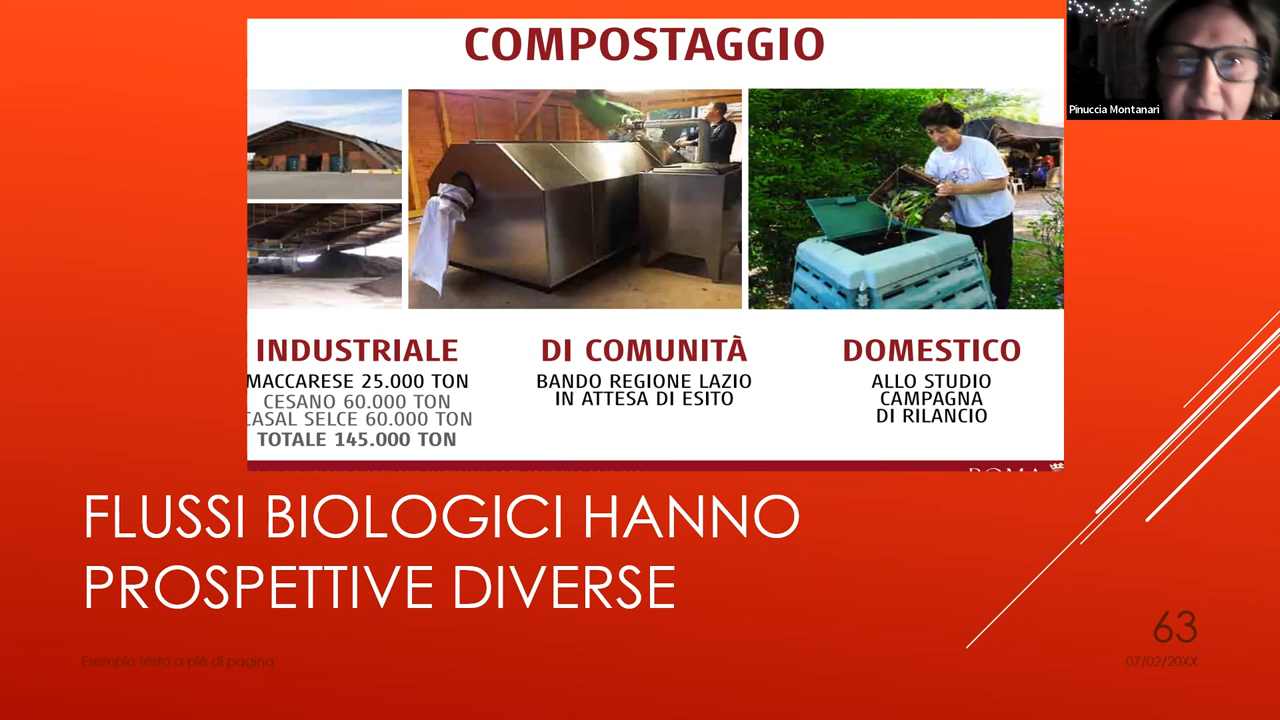 COMPOSTAGGIO
Pinuccia Montanari
INDUSTRIALE
MACCARESE 25.000 TON
CESANO 60.000 TON
CASAL SELCE 60.000 TON
TOTALE 145.000 TON
DI COMUNITÀ
BANDO REGIONE LAZIO
IN ATTESA DI ESITO
DOMESTICO
ALLO STUDIO
CAMPAGNA
DI RILANCIO
ROMA
FLUSSI BIOLOGICI HANNO
PROSPETTIVE DIVERSE
63
Esempio testo a piè di pagina
07/02/20XX